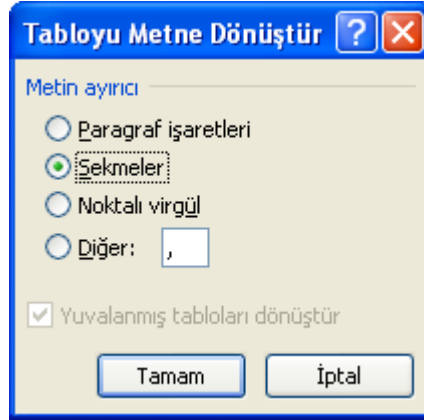 Tabloyu Metne Dönüştür ?
Metin ayırıcı
Paragraf işaretleri
Sekmeler
Noktalı virgül
Diğer: ,
Yuvalanmış tabloları dönüştür
Tamam İptal